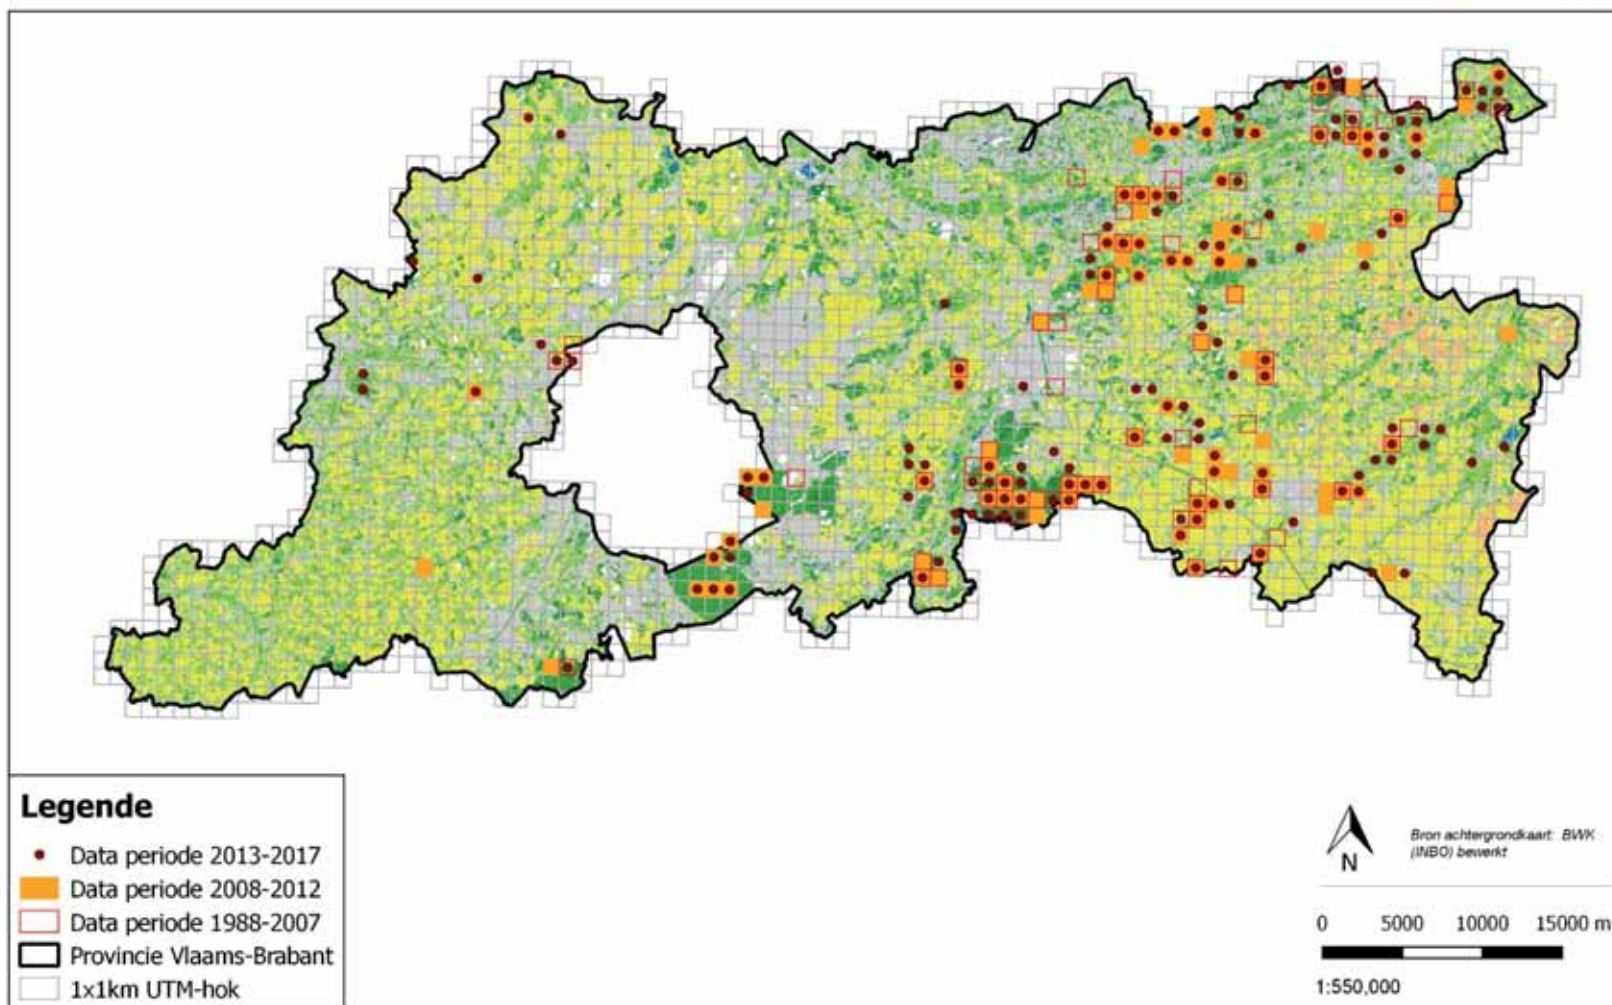 Legende
Data periode 2013-2017
Data periode 2008-2012
Data periode 1988-2007
Provincie Vlaams-Brabant
1x1km UTM-hok
N
Bron achtergrondkaart: BWK
(INBO) bewerkt
0 5000 10000 15000 m
1:550,000